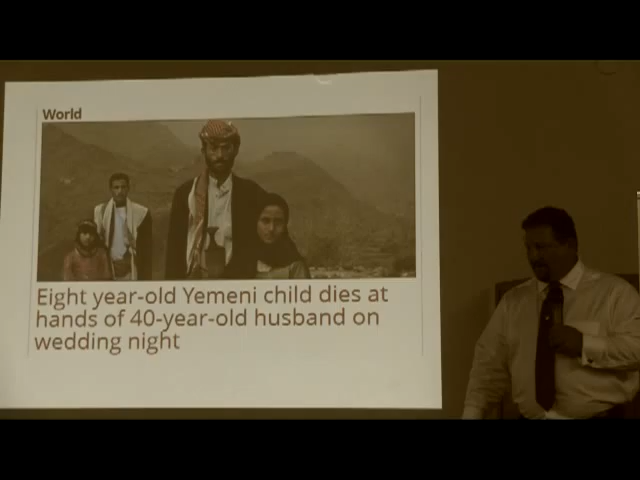 World
Eight year-old Yemeni child dies at
hands of 40-year-old husband on
wedding night